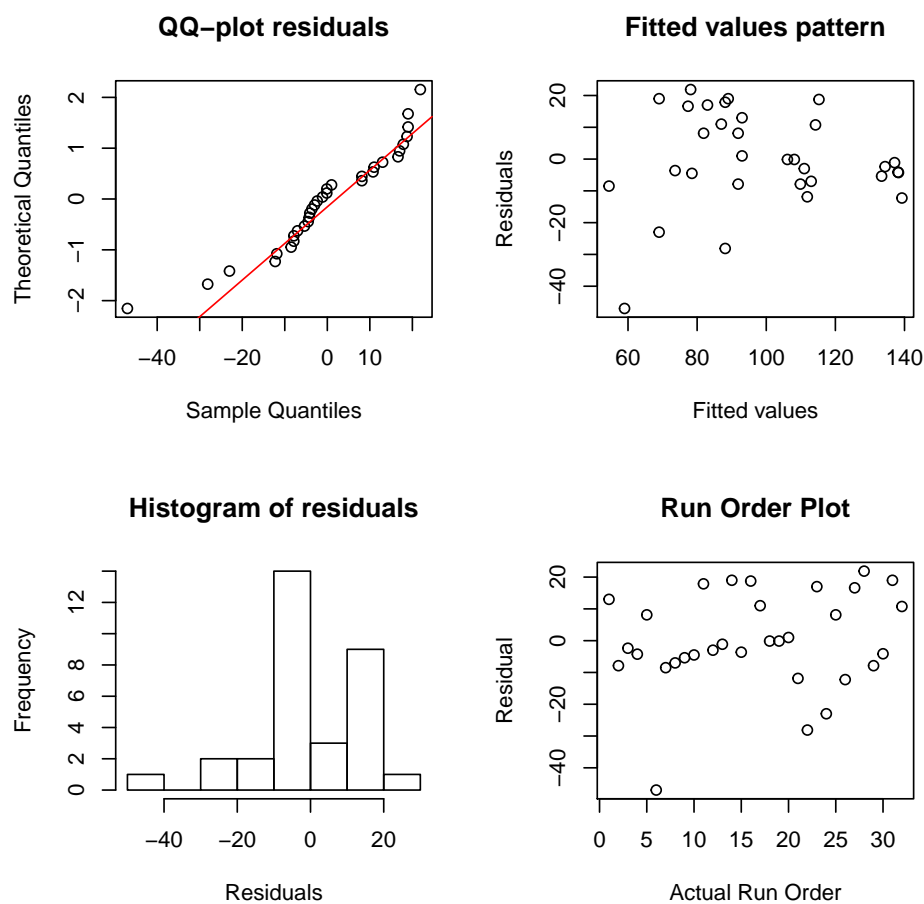 QQ−plot residuals
Theoretical Quantiles
2
1
0
−1
−2
−40 −20 0 10
Sample Quantiles
Fitted values pattern
Residuals
20
0
−20
−40
60 80 100 120 140
Fitted values
Histogram of residuals
Frequency
12
8
6
4
2
0
−40 −20 0 20
Residuals
Run Order Plot
Residual
20
0
−20
−40
0 5 10 15 20 25 30
Actual Run Order